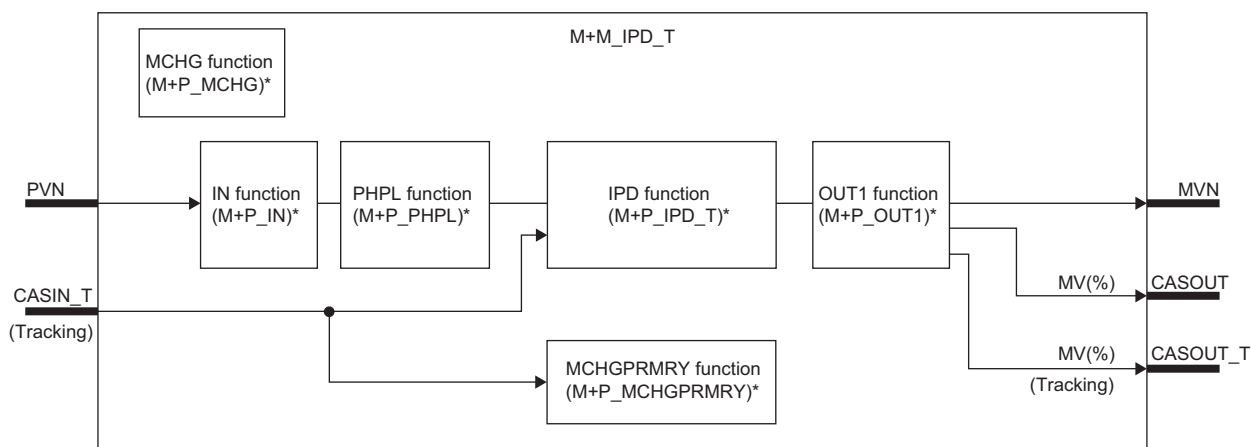 M+M_IPD_T
MCHG function
(M+P_MCHG)*
PVN
IN function
(M+P_IN)*
PHPL function
(M+P_PHPL)*
IPD function
(M+P_IPD_T)*
OUT1 function
(M+P_OUT1)*
MVN
CASIN_T
(Tracking)
MV(%)
CASOUT
MCHGPRMRY function
(M+P_MCHGPRMRY)*
MV(%)
(Tracking)
CASOUT_T